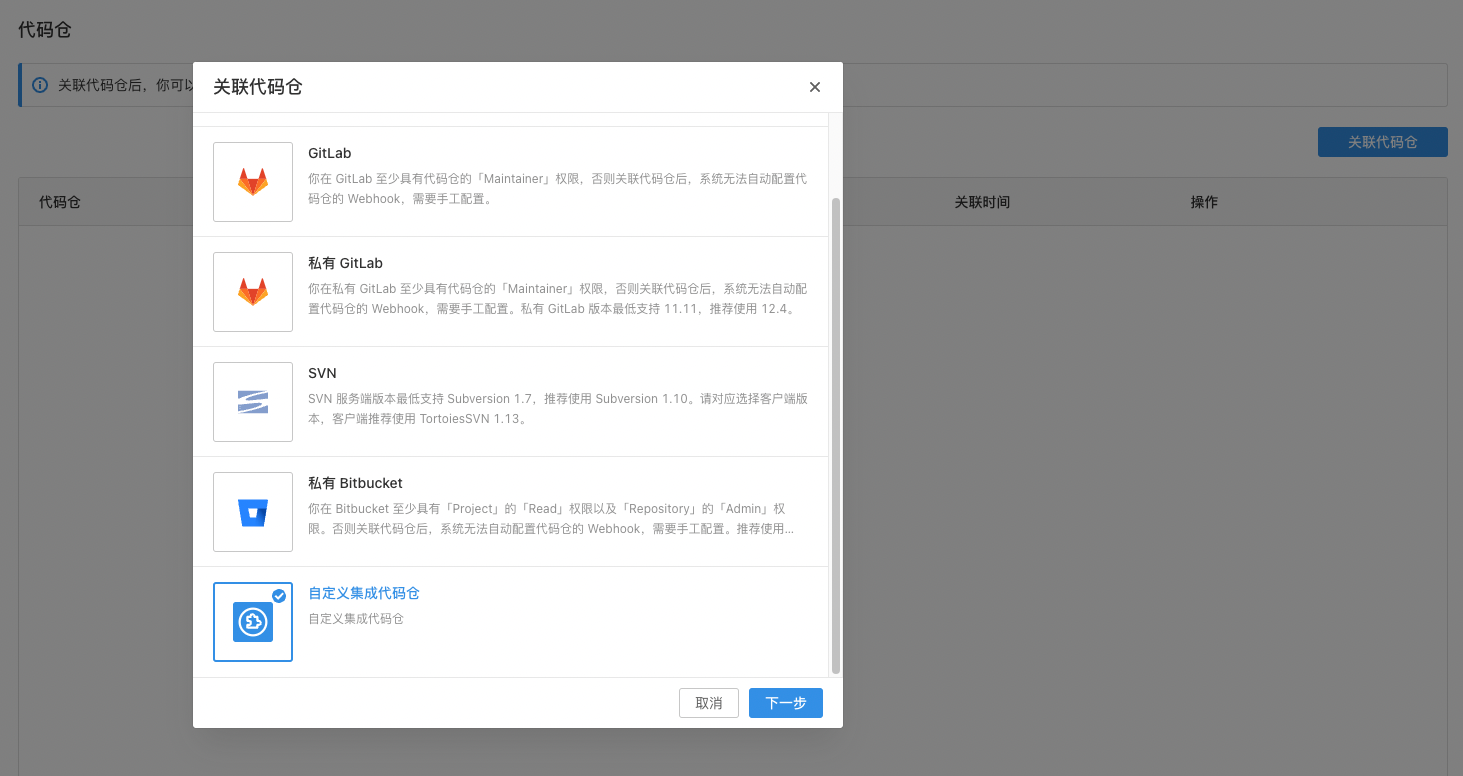 代码仓
关联代码仓后，你可以
关联代码仓
关联代码仓
代码仓
关联时间
操作
GitLab
你在 GitLab 至少具有代码仓的「Maintainer」权限，否则关联代码仓后，系统无法自动配置代
码仓的 Webhook，需要手工配置。
私有 GitLab
你在私有 GitLab 至少具有代码仓的「Maintainer」权限，否则关联代码仓后，系统无法自动配
置代码仓的 Webhook，需要手工配置。私有 GitLab 版本最低支持 11.11，推荐使用 12.4。
SVN
SVN 服务端版本最低支持 Subversion 1.7，推荐使用 Subversion 1.10。请对应选择客户端版
本，客户端推荐使用 TortoiesSVN 1.13。
私有 Bitbucket
你在 Bitbucket 至少具有「Project」的「Read」权限以及「Repository」的「Admin」权
限。否则关联代码仓后，系统无法自动配置代码仓的 Webhook，需要手工配置。推荐使用...
自定义集成代码仓
自定义集成代码仓
取消
下一步